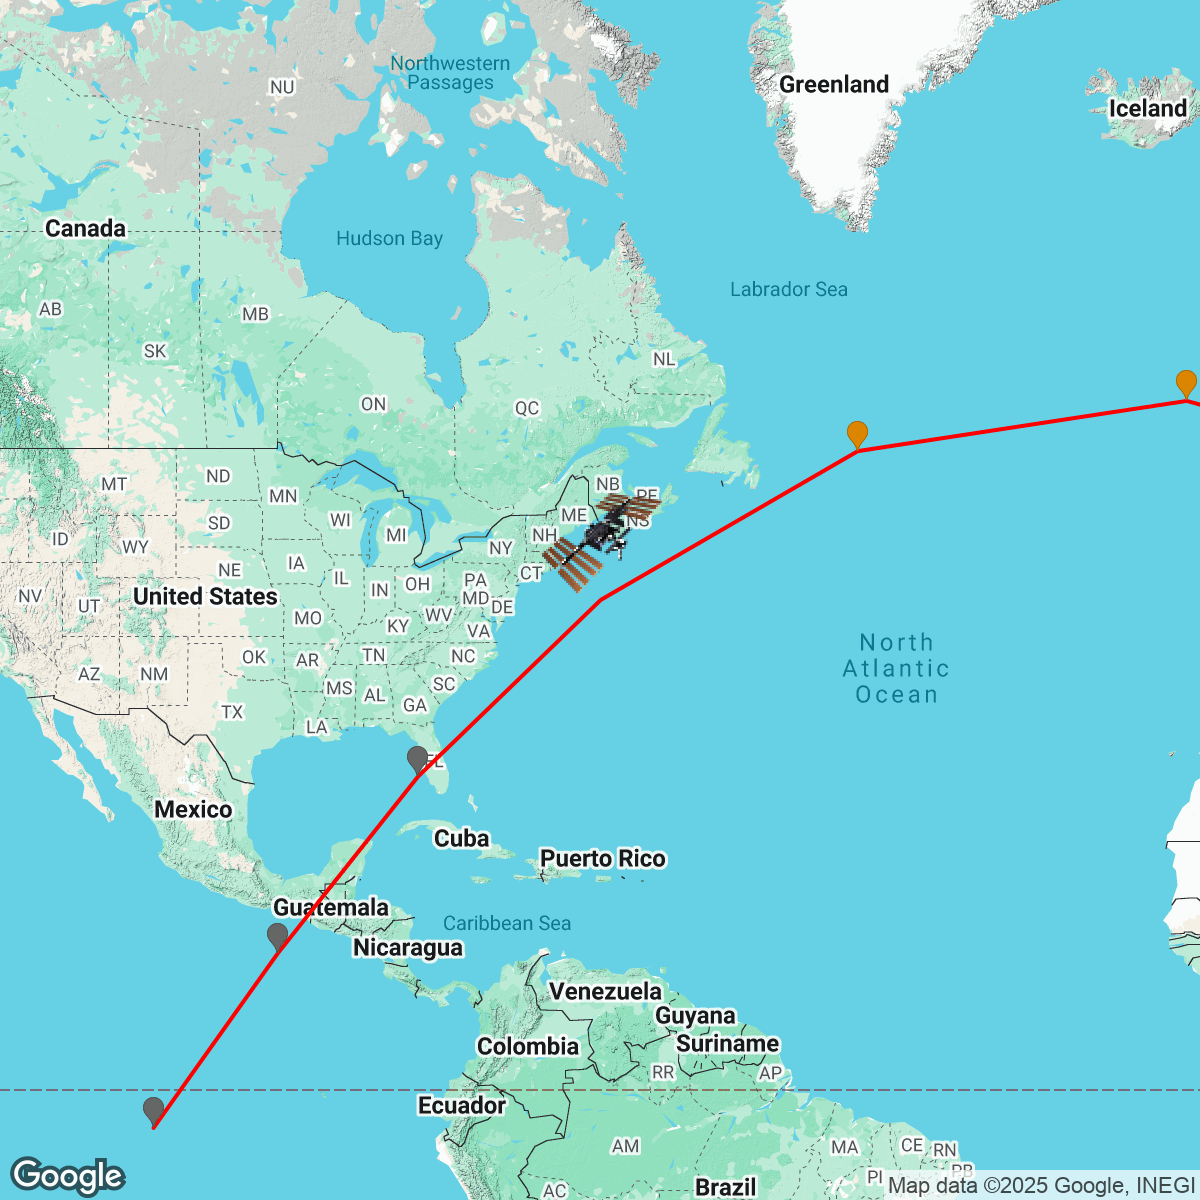 Northwestern
Passages
NU
Greenland
Iceland
Canada
Hudson Bay
Labrador Sea
AB
MB
SK
NL
ON
QC
MT
ND
MN
NB
PE
ME
NS
ID
WY
SD
WI
MI
NH
NY
CT
NV
UT
NE
IA
IL
IN
OH
PA
MD
DE
United States
MO
KY
WV
VA
North
Atlantic
Ocean
AZ
NM
OK
AR
TN
NC
TX
MS
AL
SC
LA
GA
FL
Mexico
Cuba
Puerto Rico
Guatemala
Caribbean Sea
Nicaragua
Venezuela
Guyana
Suriname
Colombia
RR
AP
Ecuador
AM
MA
CE
RN
PB
PI
AC
Brazil
Google
Map data ©2025 Google, INEGI